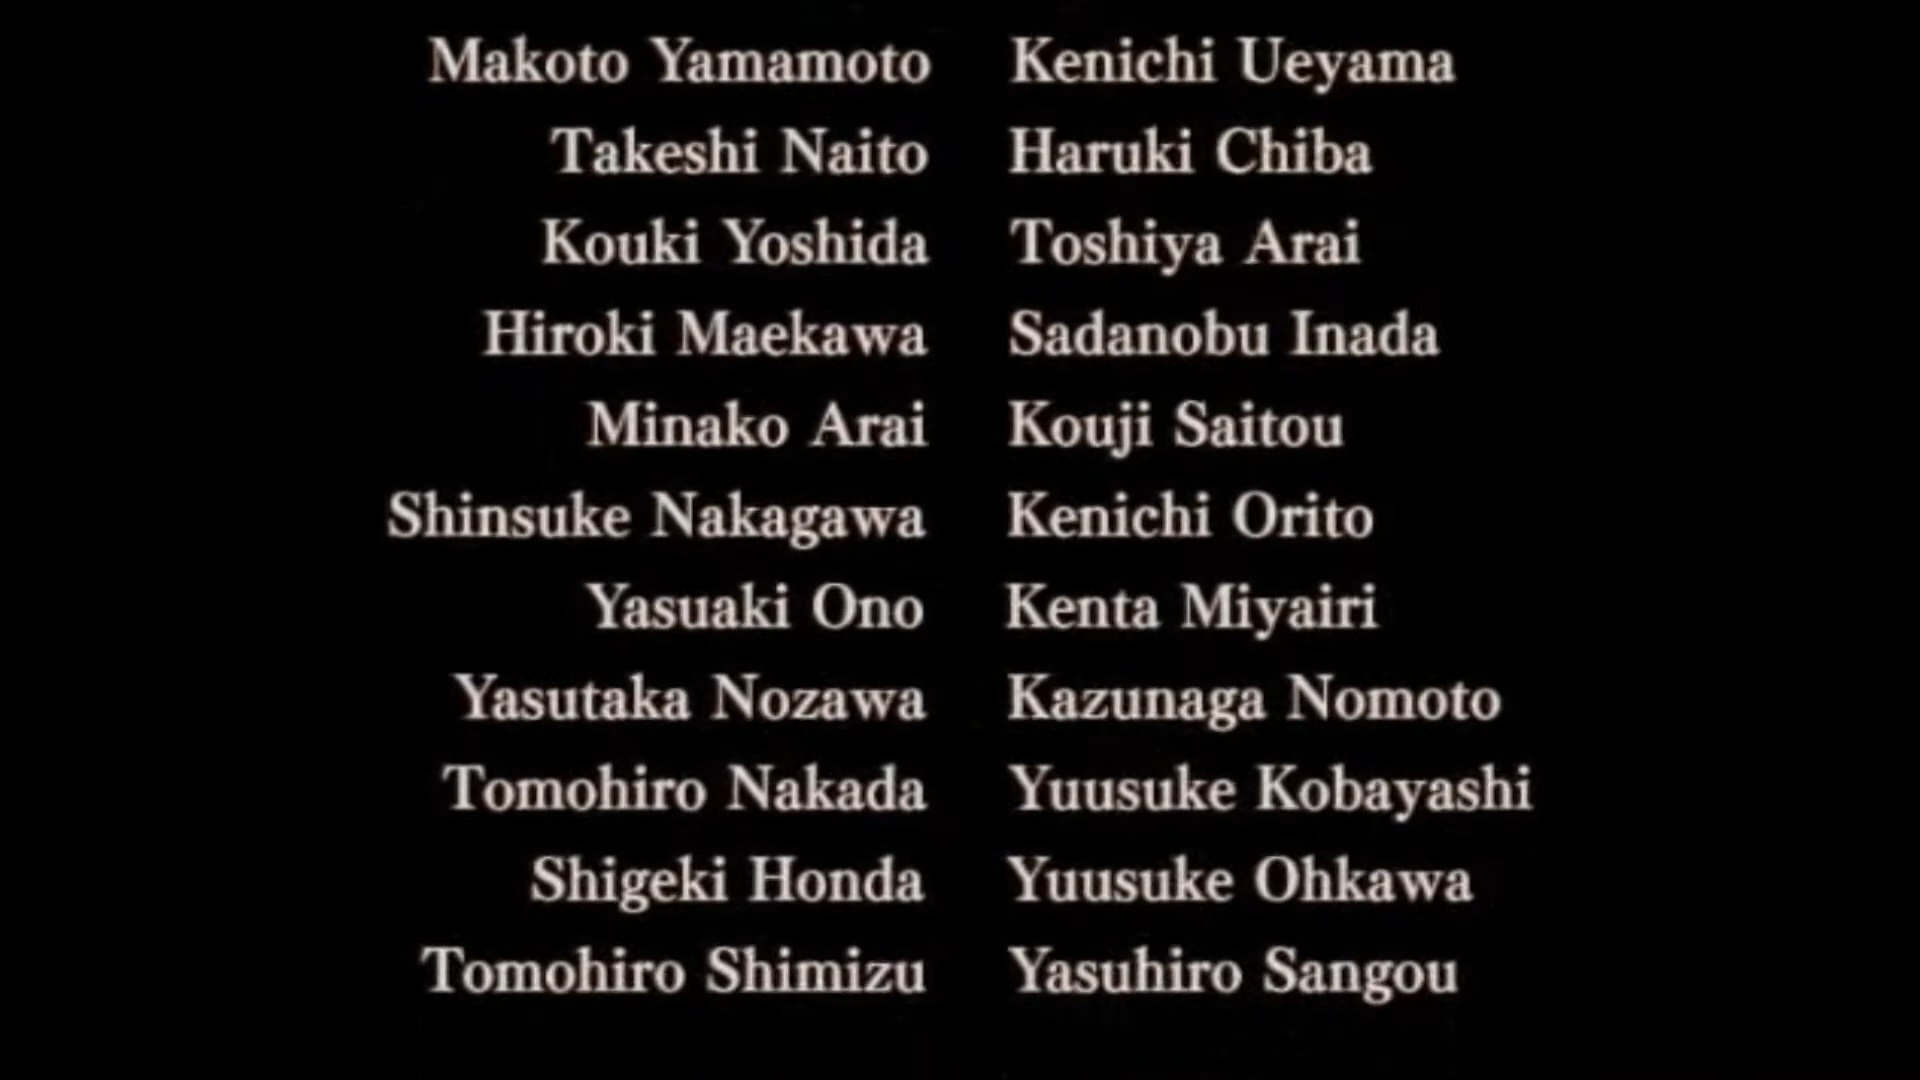 Makoto Yamamoto Kenichi Ueyama
Takeshi Naito Haruki Chiba
Kouki Yoshida Toshiya Arai
Hiroki Maekawa Sadanobu Inada
Minako Arai Kouji Saitou
Shinsuke Nakagawa Kenichi Orito
Yasuaki Ono Kenta Miyairi
Yasutaka Nozawa Kazunaga Nomoto
Tomohiro Nakada Yuusuke Kobayashi
Shigeki Honda Yuusuke Ohkawa
Tomohiro Shimizu Yasuhiro Sangou